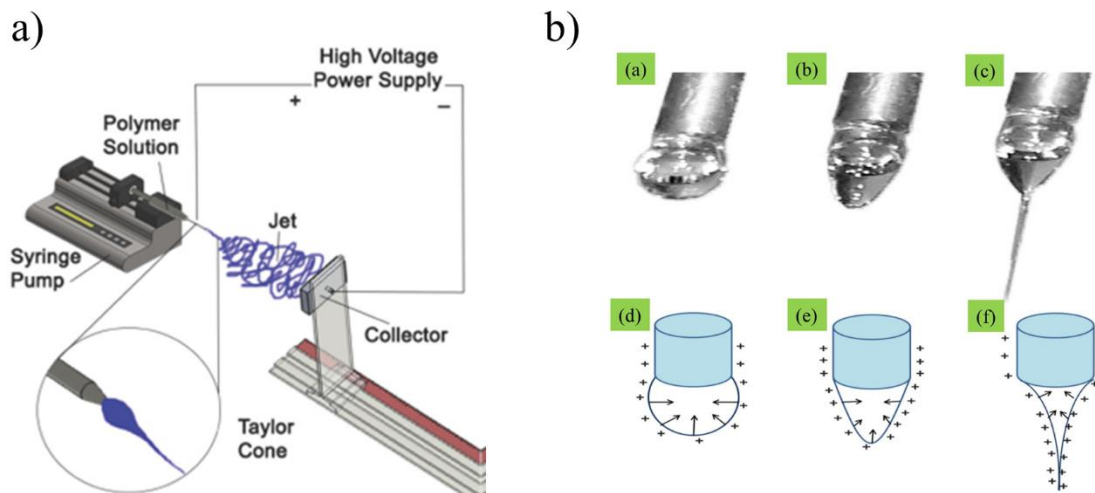 a)
High Voltage
Power Supply
+
−
Polymer
Solution
Jet
Syringe
Pump
Collector
Taylor
Cone
b)
(a)
(b)
(c)
(d)
(e)
(f)